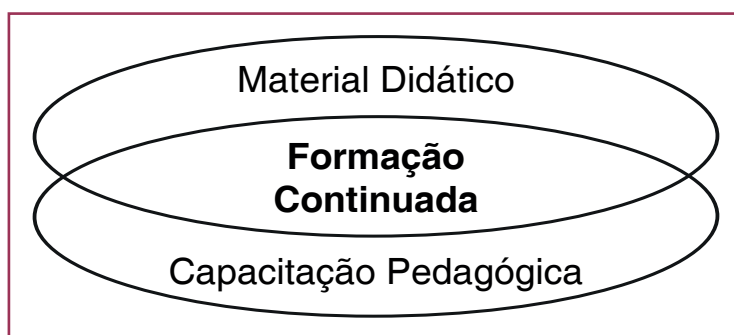 Material Didático
Formação
Continuada
Capacitação Pedagógica